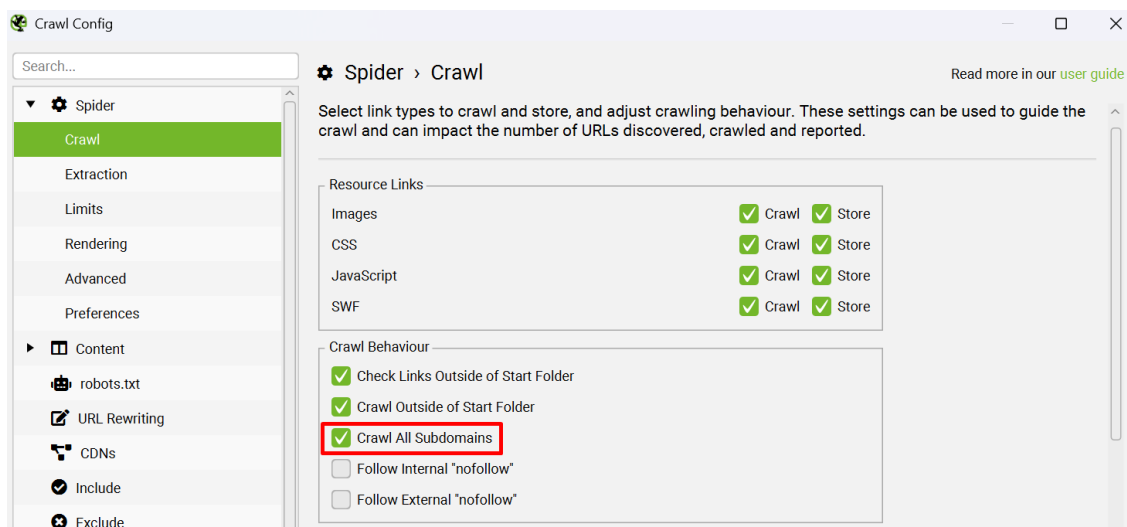 Crawl Config
Search...
Spider › Crawl
Read more in our user guide
Spider
Crawl
Extraction
Limits
Rendering
Advanced
Preferences
Content
robots.txt
URL Rewriting
CDNs
Include
Exclude
Select link types to crawl and store, and adjust crawling behaviour. These settings can be used to guide the
crawl and can impact the number of URLs discovered, crawled and reported.
Resource Links
Images Crawl Store
CSS Crawl Store
JavaScript Crawl Store
SWF Crawl Store
Crawl Behaviour
Check Links Outside of Start Folder
Crawl Outside of Start Folder
Crawl All Subdomains
Follow Internal "nofollow"
Follow External "nofollow"